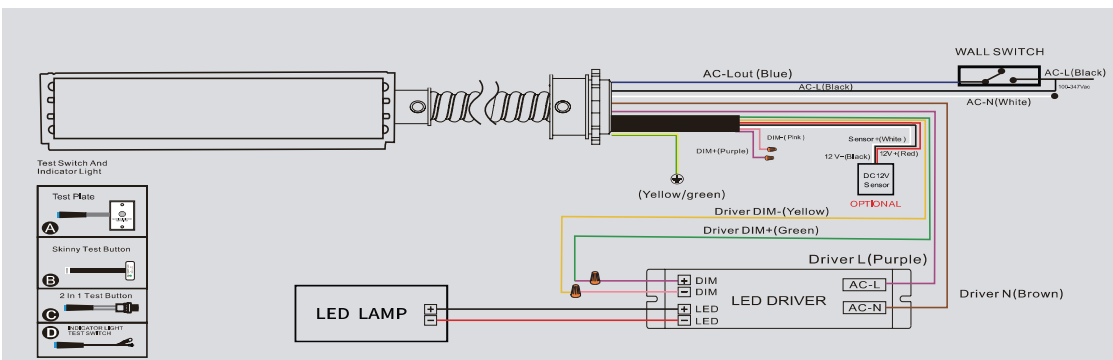 WALL SWITCH
AC-Lout (Blue)
AC-L(Black)
AC-L(Black)
100-347Vac
AC-N(White)
DIM-(Pink)
DIM+(Purple)
Sensor+(White)
12V-(Black)
12V+(Red)
DC12V
Sensor
OPTIONAL
(Yellow/green)
Test Switch And
Indicator Light
Test Plate
A
Skinny Test Button
B
2 In 1 Test Button
C
INDICATOR LIGHT
TEST SWITCH
D
Driver DIM-(Yellow)
Driver DIM+(Green)
Driver L(Purple)
Driver N(Brown)
LED LAMP
+
−
+ DIM
− DIM
+ LED
− LED
LED DRIVER
AC-L
AC-N